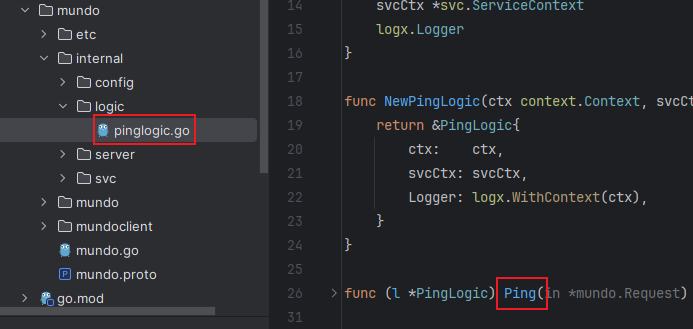 mundo
etc
internal
config
logic
pinglogic.go
server
svc
mundo
mundoclient
mundo.go
mundo.proto
go.mod
14 svcCtx *svc.ServiceContext
15 logx.Logger
16 }
17
18 func NewPingLogic(ctx context.Context, svcCt
19 return &PingLogic{
20 ctx: ctx,
21 svcCtx: svcCtx,
22 Logger: logx.WithContext(ctx),
23 }
24 }
25
26 func (l *PingLogic) Ping(in *mundo.Request)
31